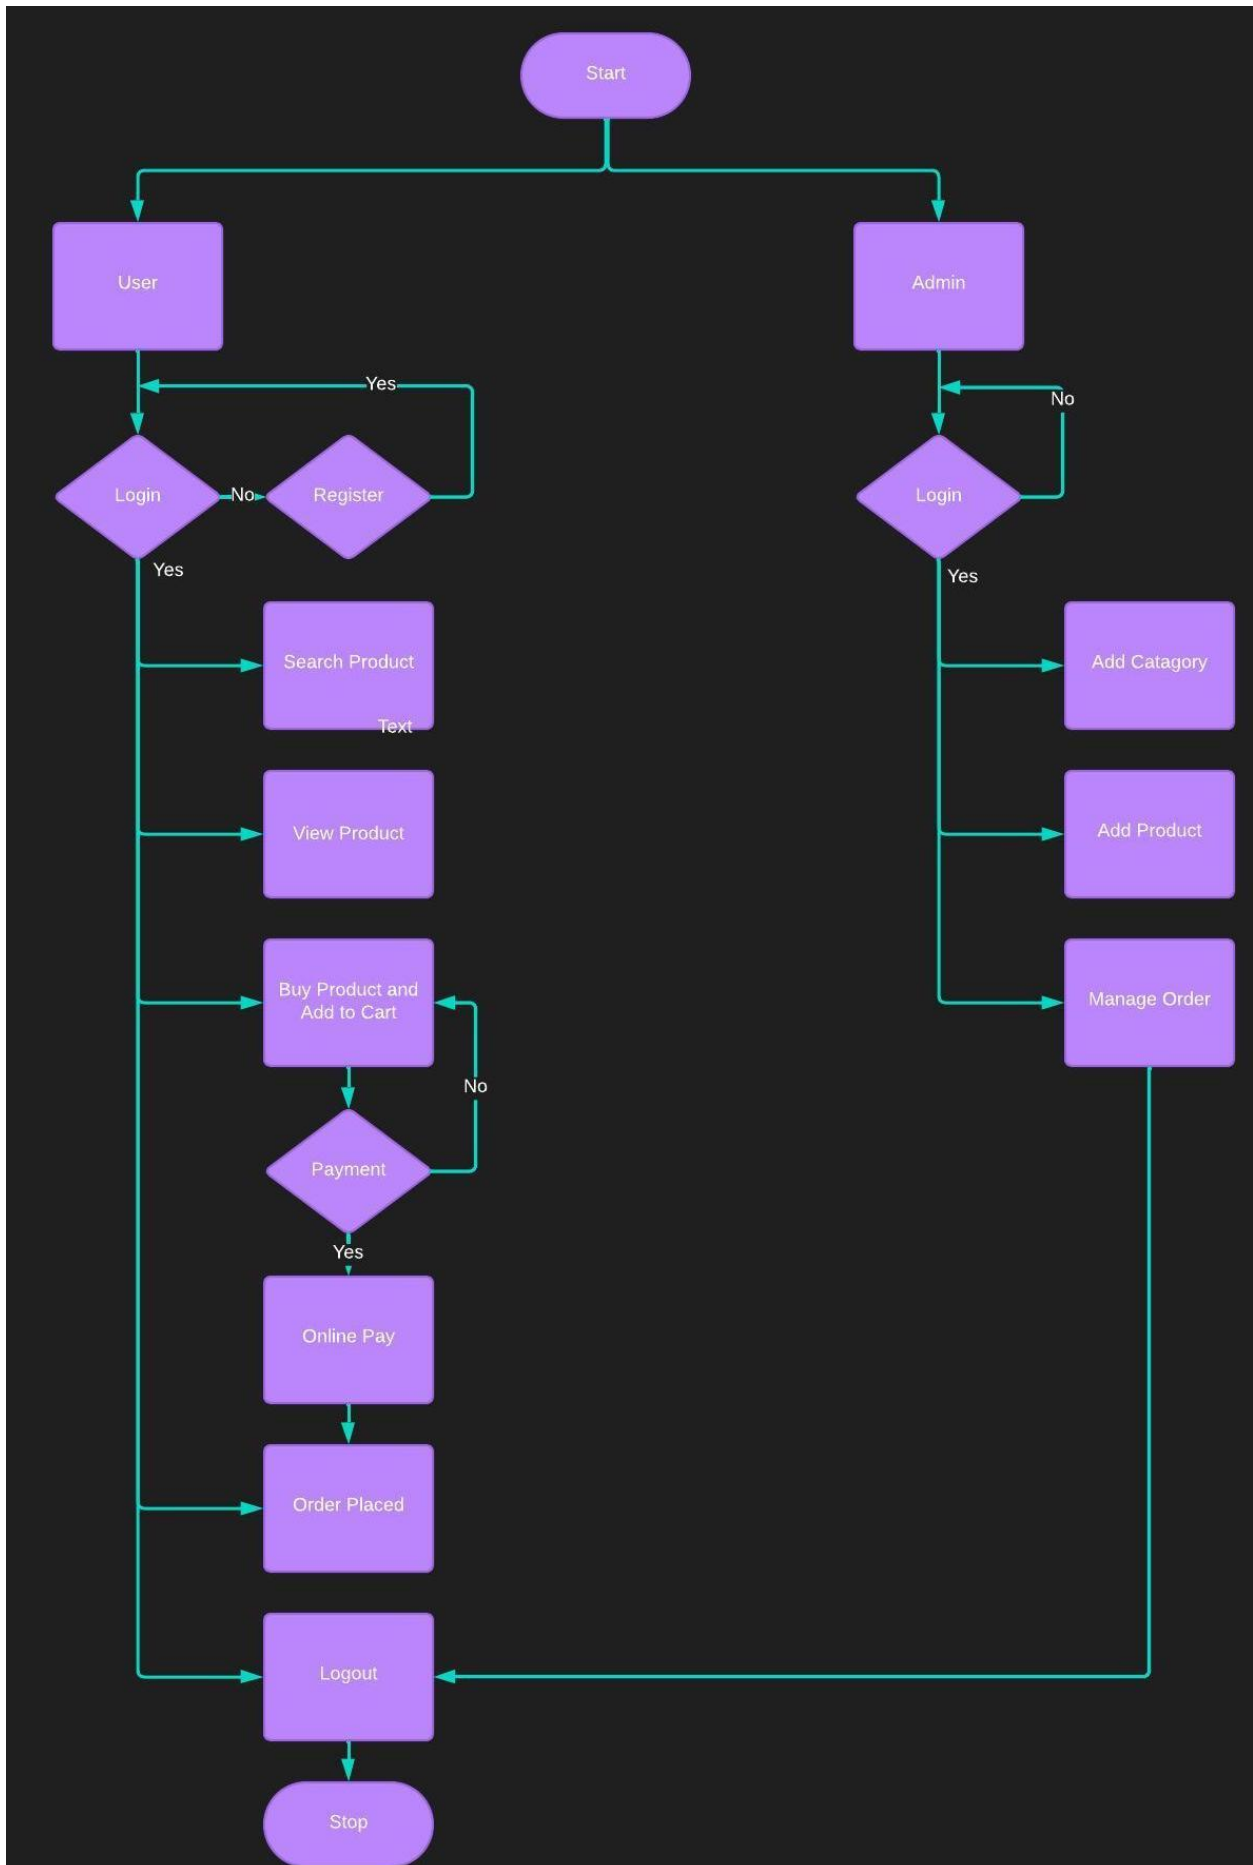 Start
User
Admin
Yes
No
Login
No
Register
Login
Yes
Yes
Search Product
Add Catagory
Text
View Product
Add Product
Buy Product and
Add to Cart
Manage Order
No
Payment
Yes
Online Pay
Order Placed
Logout
Stop